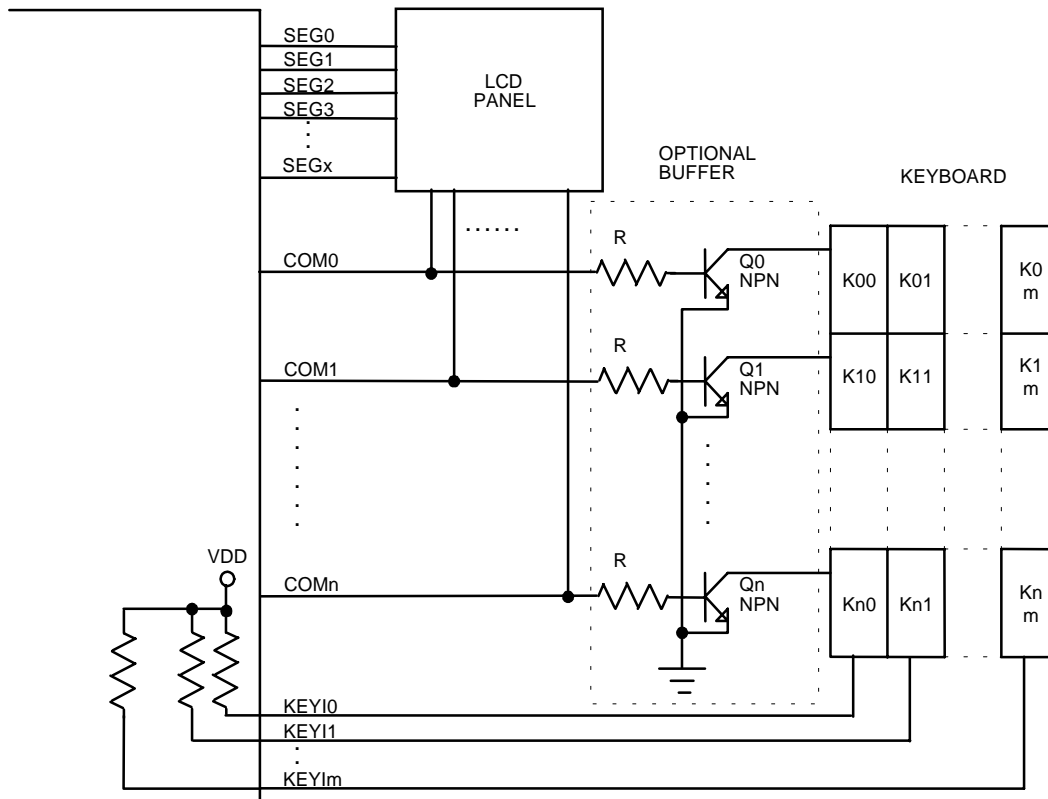 SEG0
SEG1
SEG2
SEG3
SEGx
LCD
PANEL
OPTIONAL
BUFFER
KEYBOARD
COM0
R
Q0
NPN
K00
K01
K0
m
COM1
R
Q1
NPN
K10
K11
K1
m
VDD
COMn
R
Qn
NPN
Kn0
Kn1
Kn
m
KEYI0
KEYI1
KEYIm